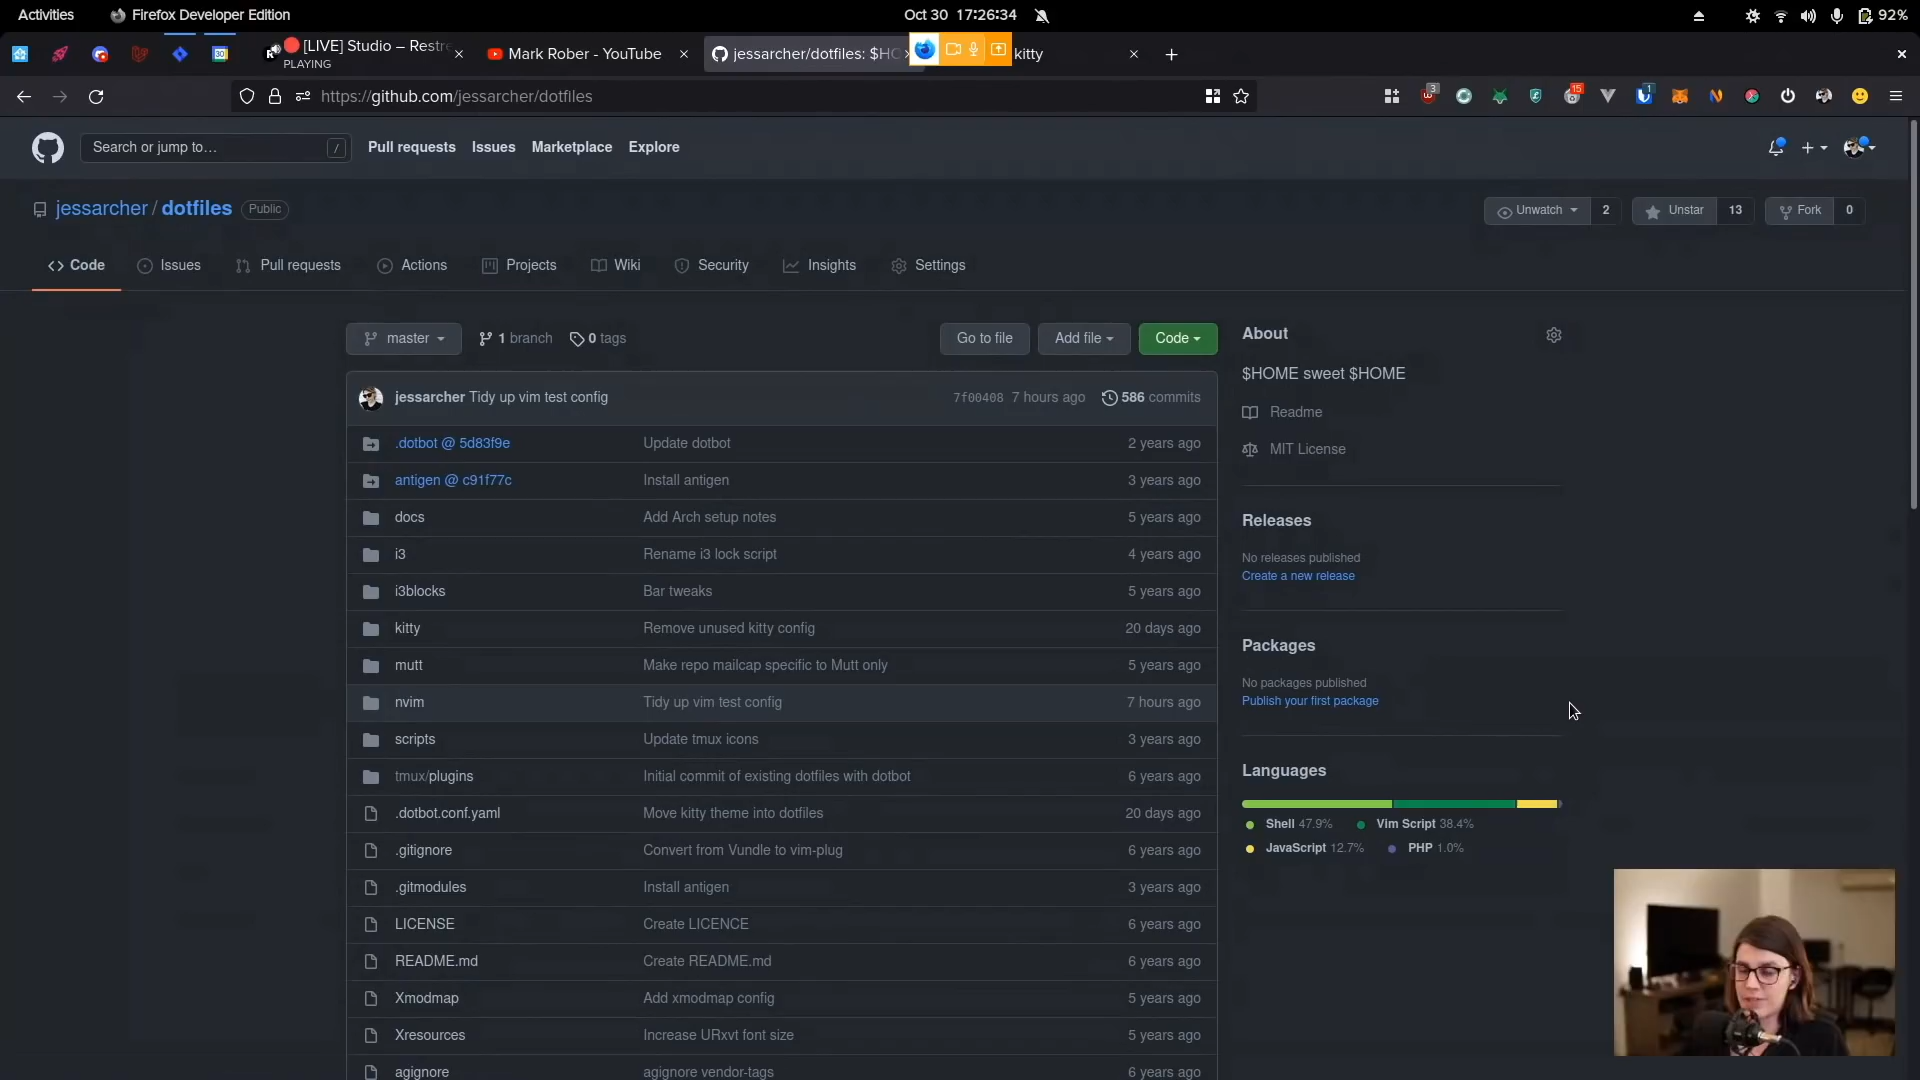 Activities
Firefox Developer Edition
Oct 30 17:26:34
92%
[LIVE] Studio – Restre
PLAYING
Mark Rober - YouTube
jessarcher/dotfiles: $HO
kitty
https://github.com/jessarcher/dotfiles
3
15
1
Search or jump to…
/
Pull requests
Issues
Marketplace
Explore
jessarcher / dotfiles
Public
Unwatch
2
Unstar
13
Fork
0
Code
Issues
Pull requests
Actions
Projects
Wiki
Security
Insights
Settings
master
1 branch
0 tags
Go to file
Add file
Code
jessarcher Tidy up vim test config
7f00408 7 hours ago
586 commits
.dotbot @ 5d83f9e
Update dotbot
2 years ago
antigen @ c91f77c
Install antigen
3 years ago
docs
Add Arch setup notes
5 years ago
i3
Rename i3 lock script
4 years ago
i3blocks
Bar tweaks
5 years ago
kitty
Remove unused kitty config
20 days ago
mutt
Make repo mailcap specific to Mutt only
5 years ago
nvim
Tidy up vim test config
7 hours ago
scripts
Update tmux icons
3 years ago
tmux/plugins
Initial commit of existing dotfiles with dotbot
6 years ago
.dotbot.conf.yaml
Move kitty theme into dotfiles
20 days ago
.gitignore
Convert from Vundle to vim-plug
6 years ago
.gitmodules
Install antigen
3 years ago
LICENSE
Create LICENCE
6 years ago
README.md
Create README.md
6 years ago
Xmodmap
Add xmodmap config
5 years ago
Xresources
Increase URxvt font size
5 years ago
agignore
agignore vendor-tags
6 years ago
About
$HOME sweet $HOME
Readme
MIT License
Releases
No releases published
Create a new release
Packages
No packages published
Publish your first package
Languages
Shell 47.9%
Vim Script 38.4%
JavaScript 12.7%
PHP 1.0%